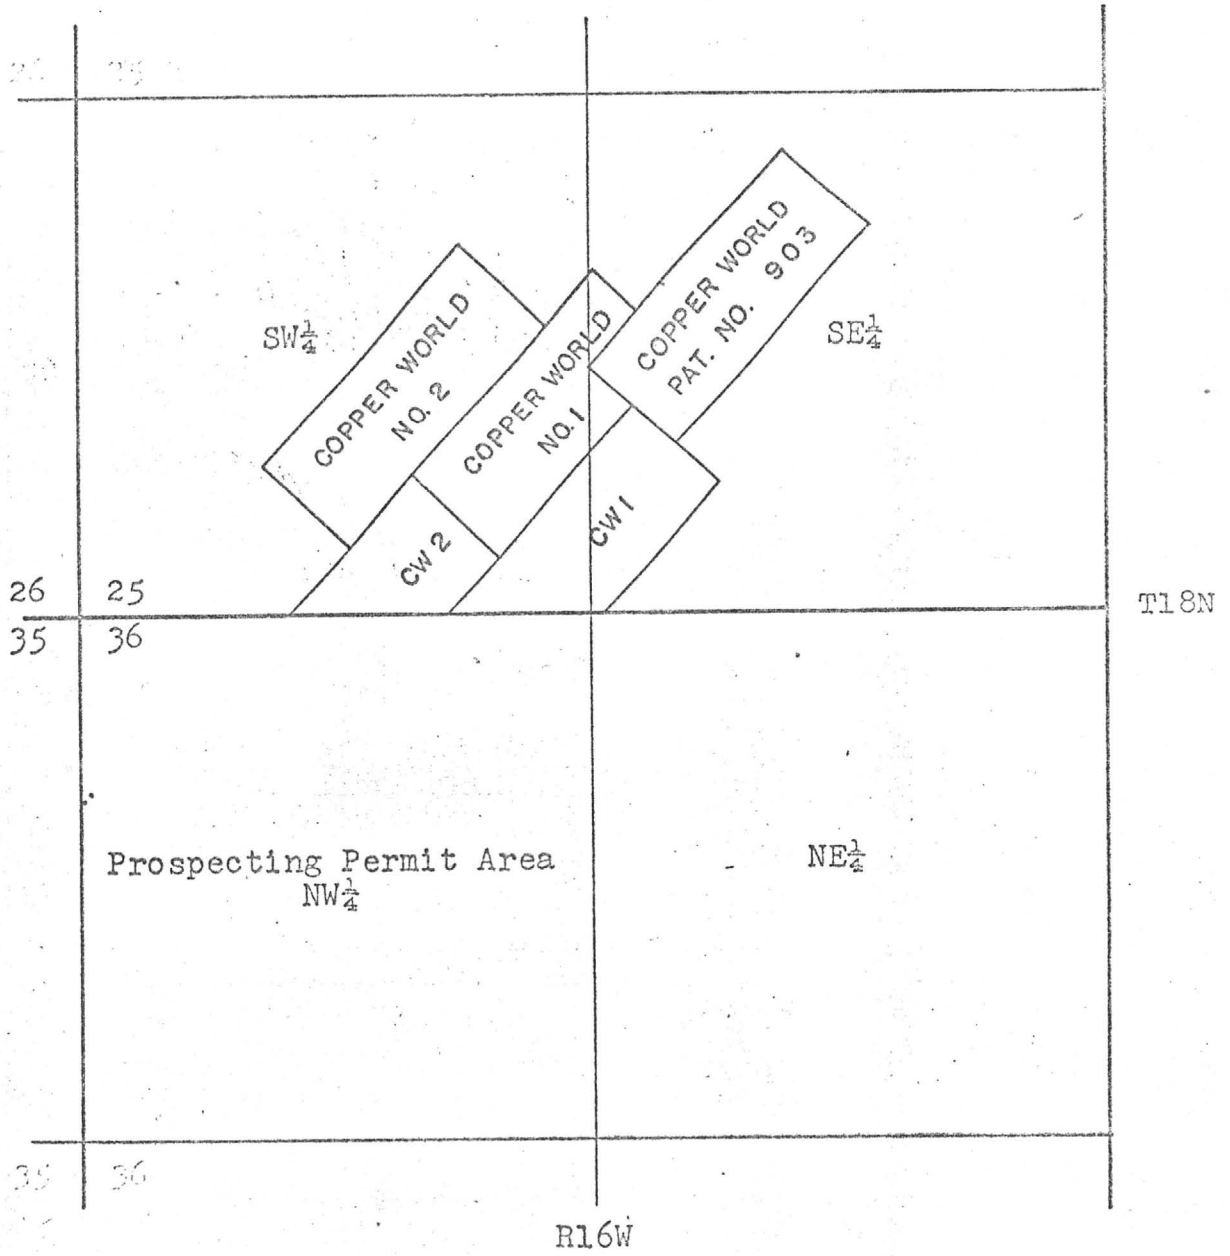 26 25
COPPER WORLD
PAT. NO. 903
SW¼
SE¼
COPPER WORLD
NO. 2
COPPER WORLD
NO. 1
CW 2
CW 1
26 25
T18N
35 36
Prospecting Permit Area
NW¼
NE¼
35 36
R16W